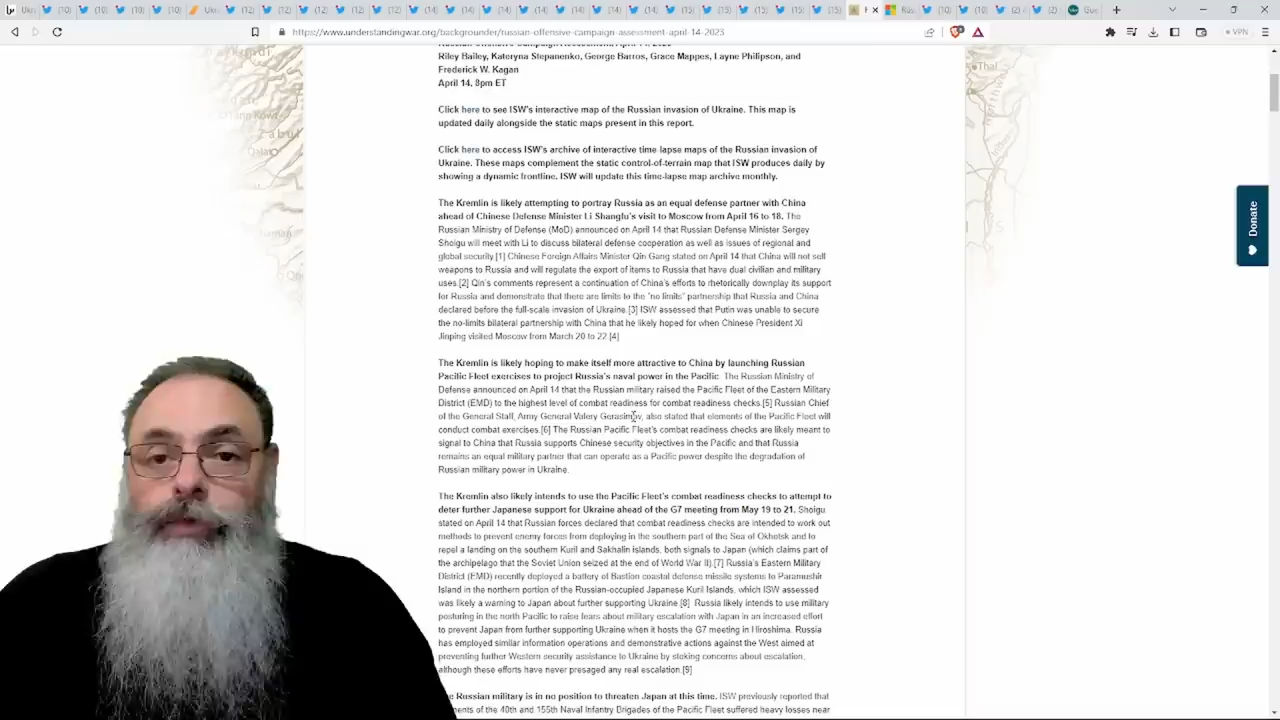 https://www.understandingwar.org/backgrounder/russian-offensive-campaign-assessment-april-14-2023
VPN
Riley Bailey, Kateryna Stepanenko, George Barros, Grace Mappes, Layne Philipson, and
Frederick W. Kagan
April 14, 8pm ET
Click here to see ISW's interactive map of the Russian invasion of Ukraine. This map is
updated daily alongside the static maps present in this report.
Click here to access ISW's archive of interactive time lapse maps of the Russian invasion of
Ukraine. These maps complement the static control-of-terrain map that ISW produces daily by
showing a dynamic frontline. ISW will update this time-lapse map archive monthly.
The Kremlin is likely attempting to portray Russia as an equal defense partner with China
ahead of Chinese Defense Minister Li Shangfu's visit to Moscow from April 16 to 18. The
Russian Ministry of Defense (MoD) announced on April 14 that Russian Defense Minister Sergey
Shoigu will meet with Li to discuss bilateral defense cooperation as well as issues of regional and
global security.[1] Chinese Foreign Affairs Minister Qin Gang stated on April 14 that China will not sell
weapons to Russia and will regulate the export of items to Russia that have dual civilian and military
uses.[2] Qin's comments represent a continuation of China's efforts to rhetorically downplay its support
for Russia and demonstrate that there are limits to the "no limits" partnership that Russia and China
declared before the full-scale invasion of Ukraine.[3] ISW assessed that Putin was unable to secure
the no-limits bilateral partnership with China that he likely hoped for when Chinese President Xi
Jinping visited Moscow from March 20 to 22.[4]
The Kremlin is likely hoping to make itself more attractive to China by launching Russian
Pacific Fleet exercises to project Russia's naval power in the Pacific. The Russian Ministry of
Defense announced on April 14 that the Russian military raised the Pacific Fleet of the Eastern Military
District (EMD) to the highest level of combat readiness for combat readiness checks.[5] Russian Chief
of the General Staff, Army General Valery Gerasimov, also stated that elements of the Pacific Fleet will
conduct combat exercises.[6] The Russian Pacific Fleet's combat readiness checks are likely meant to
signal to China that Russia supports Chinese security objectives in the Pacific and that Russia
remains an equal military partner that can operate as a Pacific power despite the degradation of
Russian military power in Ukraine.
The Kremlin also likely intends to use the Pacific Fleet's combat readiness checks to attempt to
deter further Japanese support for Ukraine ahead of the G7 meeting from May 19 to 21. Shoigu
stated on April 14 that Russian forces declared that combat readiness checks are intended to work out
methods to prevent enemy forces from deploying in the southern part of the Sea of Okhotsk and to
repel a landing on the southern Kuril and Sakhalin islands, both signals to Japan (which claims part of
the archipelago that the Soviet Union seized at the end of World War II).[7] Russia's Eastern Military
District (EMD) recently deployed a battery of Bastion coastal defense missile systems to Paramushir
Island in the northern portion of the Russian-occupied Japanese Kuril Islands, which ISW assessed
was likely a warning to Japan about further supporting Ukraine.[8] Russia likely intends to use military
posturing in the north Pacific to raise fears about military escalation with Japan in an increased effort
to prevent Japan from further supporting Ukraine when it hosts the G7 meeting in Hiroshima. Russia
has employed similar information operations and demonstrative actions against the West aimed at
preventing further Western security assistance to Ukraine by stoking concerns about escalation,
although these efforts have never presaged any real escalation.[9]
The Russian military is in no position to threaten Japan at this time. ISW previously reported that
of the 40th and 155th Naval Infantry Brigades of the Pacific Fleet suffered heavy losses near
Donate